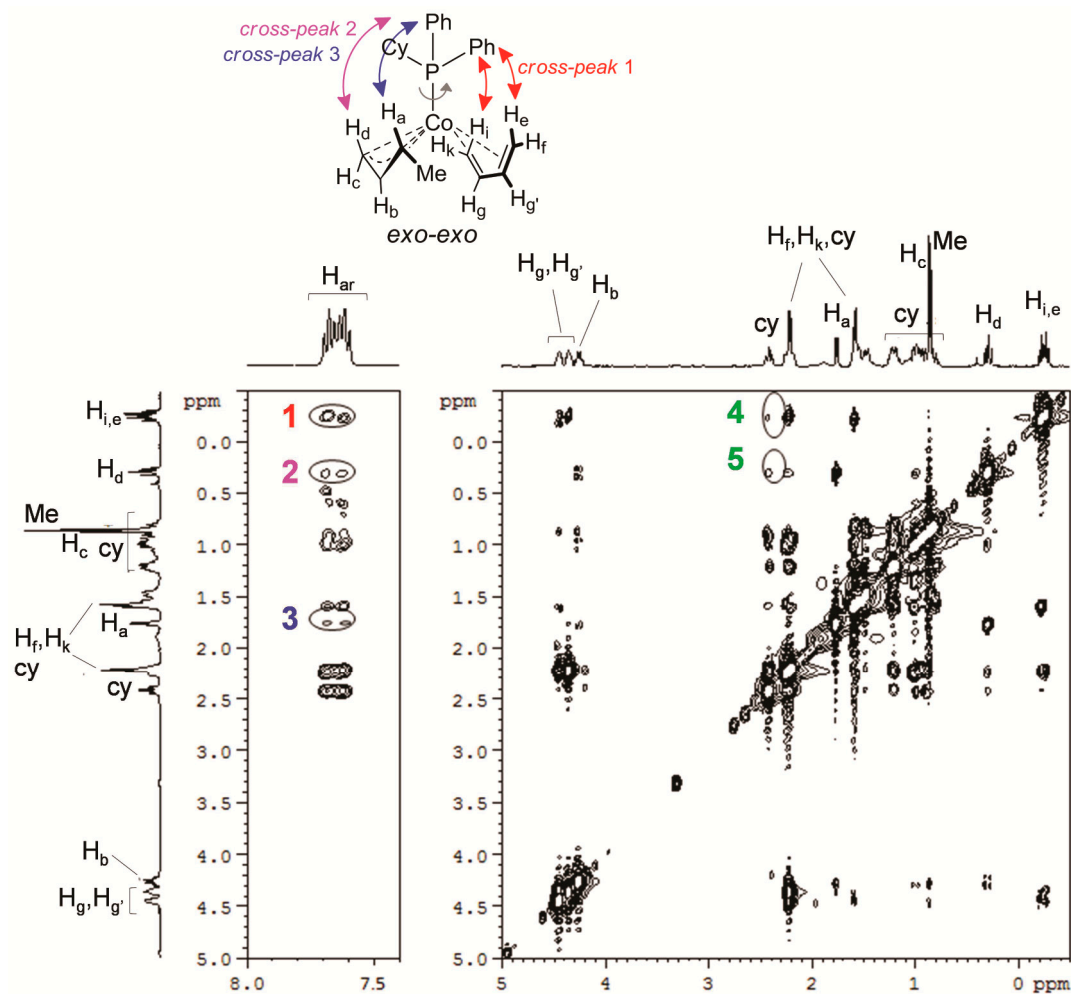 cross-peak 2
cross-peak 3
Ph
Cy
Ph
P
cross-peak 1
Ha
He
Hd
Co
Hi
Hk
Hf
Hc
Me
Hb
Hg
Hg'
exo-exo
Har
Hg,Hg'
Hb
Hf,Hk,cy
cy
Ha
Hc
Me
cy
Hd
Hi,e
ppm
ppm
Hi,e
1
4
0.0
0.0
Hd
2
5
0.5
0.5
Me
Hc cy
1.0
1.0
1.5
1.5
Ha
3
Hf,Hk
cy
2.0
2.0
cy
2.5
2.5
3.0
3.0
3.5
3.5
Hb
4.0
4.0
Hg,Hg'
4.5
4.5
5.0
5.0
8.0 7.5
5 4 3 2 1 0 ppm